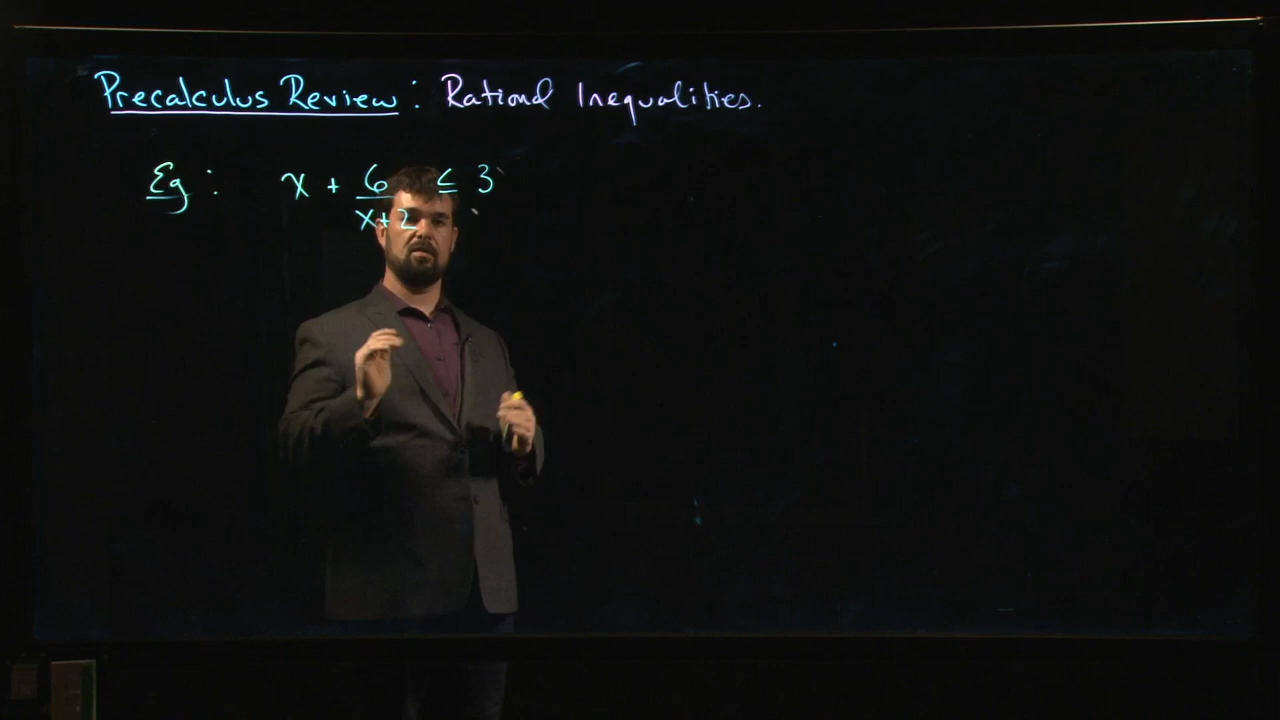 Precalculus Review: Rational Inequalities.
Eg: x + 6/(x+2) ≤ 3